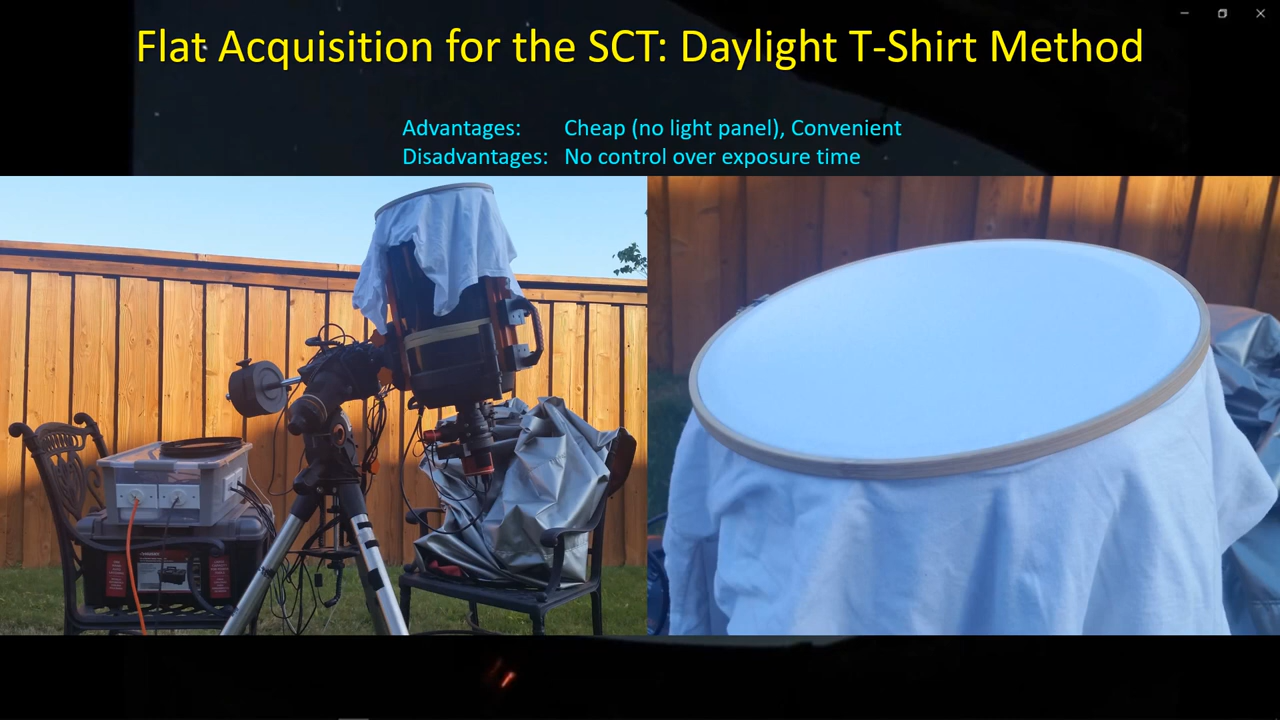 Flat Acquisition for the SCT: Daylight T-Shirt Method
Advantages: Cheap (no light panel), Convenient
Disadvantages: No control over exposure time